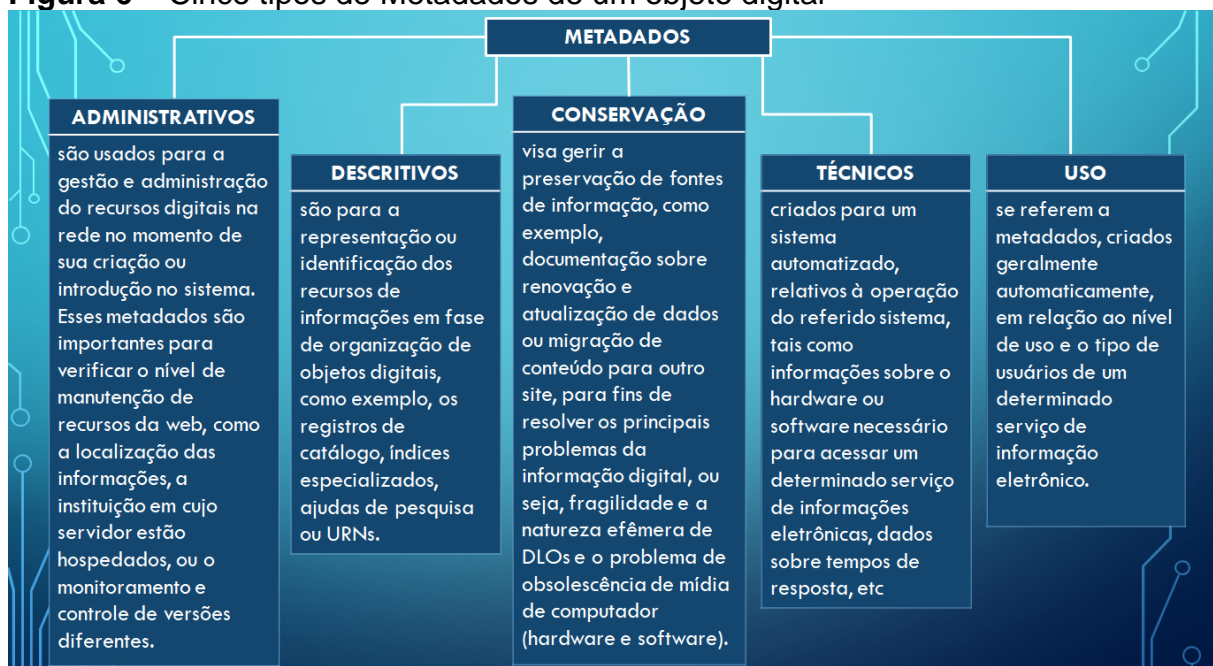 Cinco tipos de Metadados de um objeto digital
METADADOS
ADMINISTRATIVOS
são usados para a
gestão e administração
do recursos digitais na
rede no momento de
sua criação ou
introdução no sistema.
Esses metadados são
importantes para
verificar o nível de
manutenção de
recursos da web, como
a localização das
informações, a
instituição em cujo
servidor estão
hospedados, ou o
monitoramento e
controle de versões
diferentes.
DESCRITIVOS
são para a
representação ou
identificação dos
recursos de
informações em fase
de organização de
objetos digitais,
como exemplo, os
registros de
catálogo, índices
especializados,
ajudas de pesquisa
ou URNs.
CONSERVAÇÃO
visa gerir a
preservação de fontes
de informação, como
exemplo,
documentação sobre
renovação e
atualização de dados
ou migração de
conteúdo para outro
site, para fins de
resolver os principais
problemas da
informação digital, ou
seja, fragilidade e a
natureza efêmera de
DLOs e o problema de
obsolescência de mídia
de computador
(hardware e software).
TÉCNICOS
criados para um
sistema
automatizado,
relativos à operação
do referido sistema,
tais como
informações sobre o
hardware ou
software necessário
para acessar um
determinado serviço
de informações
eletrônicas, dados
sobre tempos de
resposta, etc
USO
se referem a
metadados, criados
geralmente
automaticamente,
em relação ao nível
de uso e o tipo de
usuários de um
determinado
serviço de
informação
eletrônico.